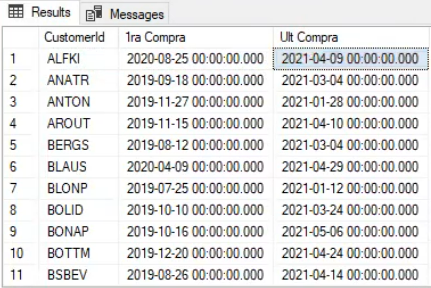 Results Messages
CustomerId 1ra Compra Ult Compra
1 ALFKI 2020-08-25 00:00:00.000 2021-04-09 00:00:00.000
2 ANATR 2019-09-18 00:00:00.000 2021-03-04 00:00:00.000
3 ANTON 2019-11-27 00:00:00.000 2021-01-28 00:00:00.000
4 AROUT 2019-11-15 00:00:00.000 2021-04-10 00:00:00.000
5 BERGS 2019-08-12 00:00:00.000 2021-03-04 00:00:00.000
6 BLAUS 2020-04-09 00:00:00.000 2021-04-29 00:00:00.000
7 BLONP 2019-07-25 00:00:00.000 2021-01-12 00:00:00.000
8 BOLID 2019-10-10 00:00:00.000 2021-03-24 00:00:00.000
9 BONAP 2019-10-16 00:00:00.000 2021-05-06 00:00:00.000
10 BOTTM 2019-12-20 00:00:00.000 2021-04-24 00:00:00.000
11 BSBEV 2019-08-26 00:00:00.000 2021-04-14 00:00:00.000